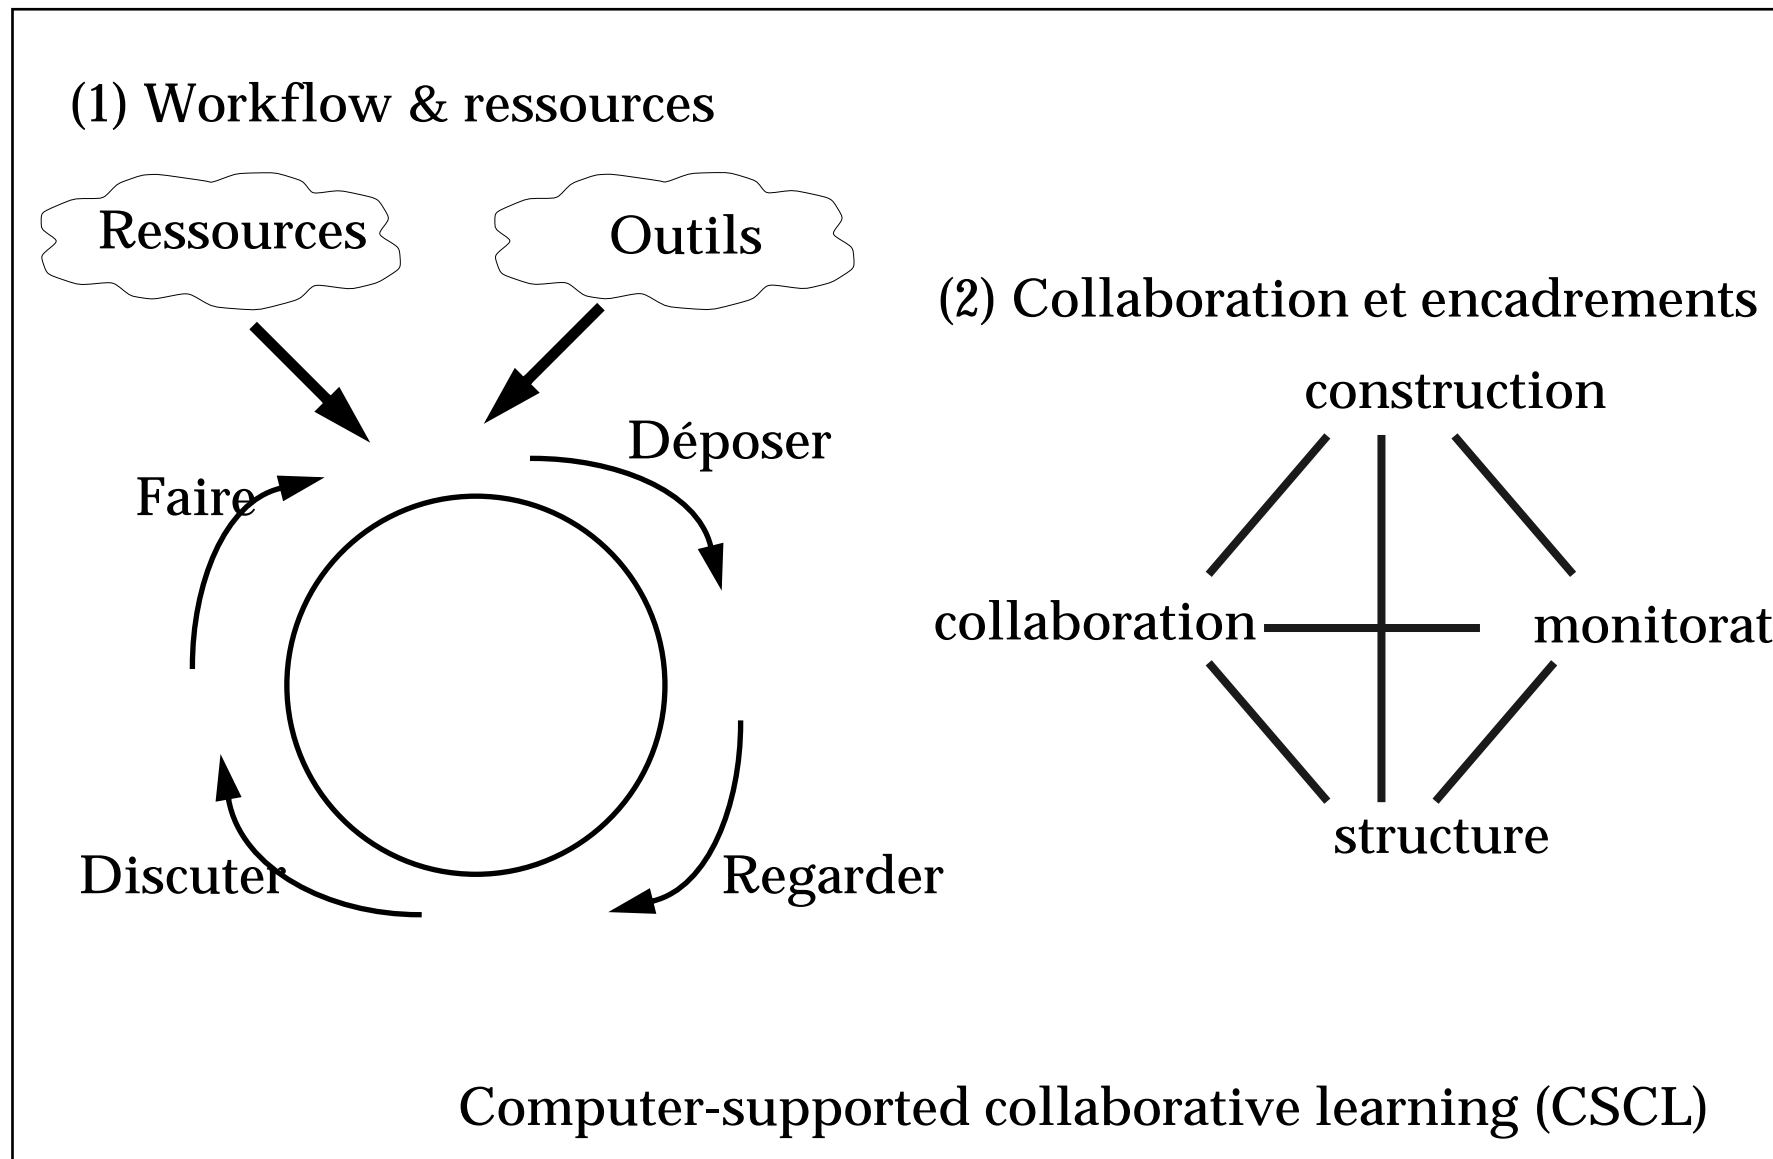 (1) Workflow & ressources
Ressources
Outils
Déposer
Faire
Discuter
Regarder
(2) Collaboration et encadrements
construction
collaboration
monitorat
structure
Computer-supported collaborative learning (CSCL)